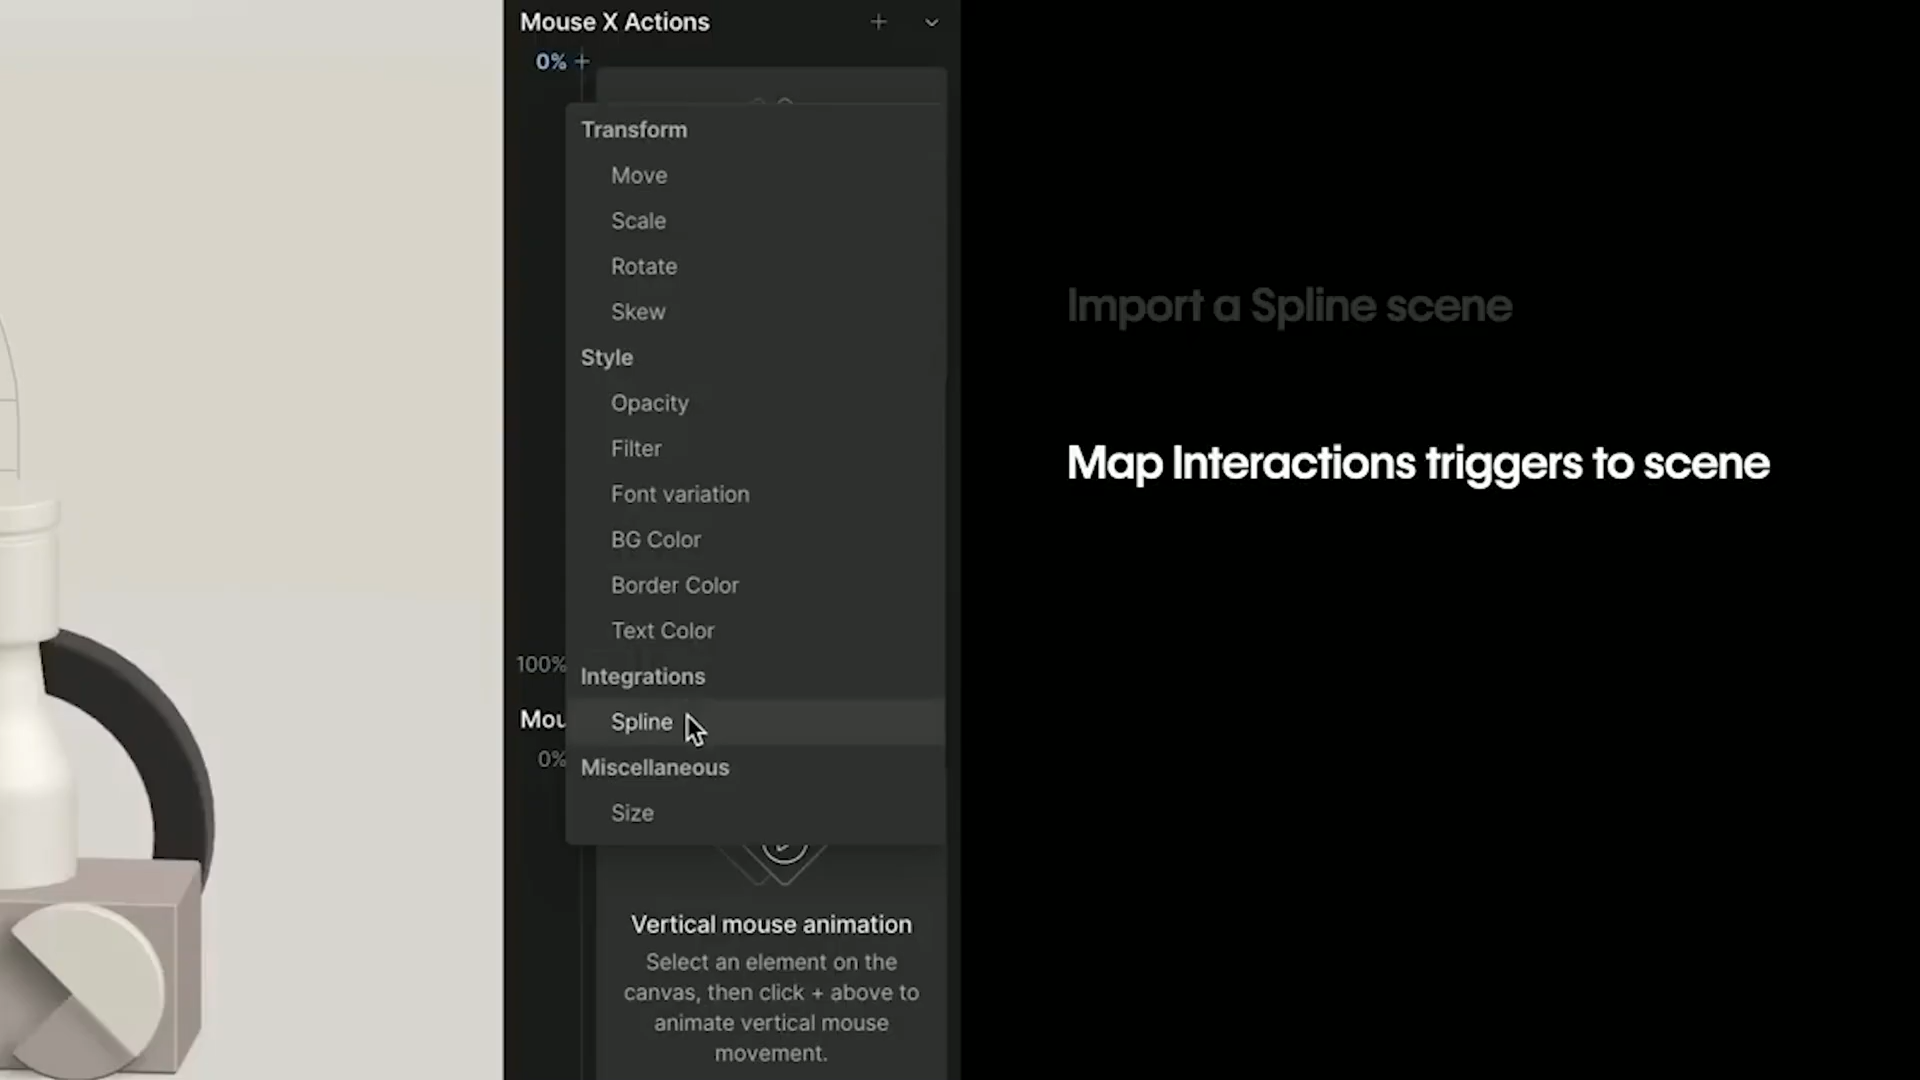 Mouse X Actions
0%
Transform
Move
Scale
Rotate
Skew
Style
Opacity
Filter
Font variation
BG Color
Border Color
Text Color
100%
Integrations
Mou
Spline
0%
Miscellaneous
Size
Vertical mouse animation
Select an element on the
canvas, then click + above to
animate vertical mouse
movement.
Import a Spline scene
Map Interactions triggers to scene